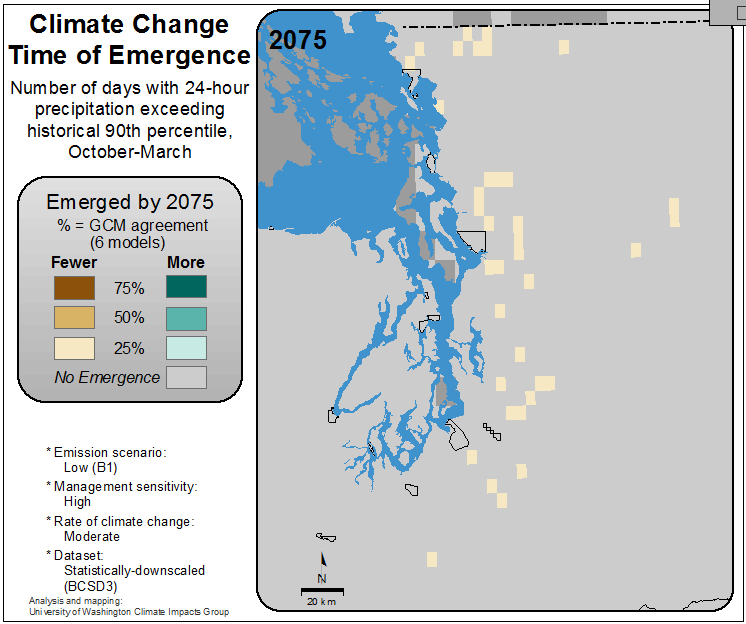 Climate Change
Time of Emergence
Number of days with 24-hour
precipitation exceeding
historical 90th percentile,
October-March
Emerged by 2075
% = GCM agreement
(6 models)
Fewer More
75%
50%
25%
No Emergence
* Emission scenario:
Low (B1)
* Management sensitivity:
High
* Rate of climate change:
Moderate
* Dataset:
Statistically-downscaled
(BCSD3)
Analysis and mapping:
University of Washington Climate Impacts Group
2075
N
20 km